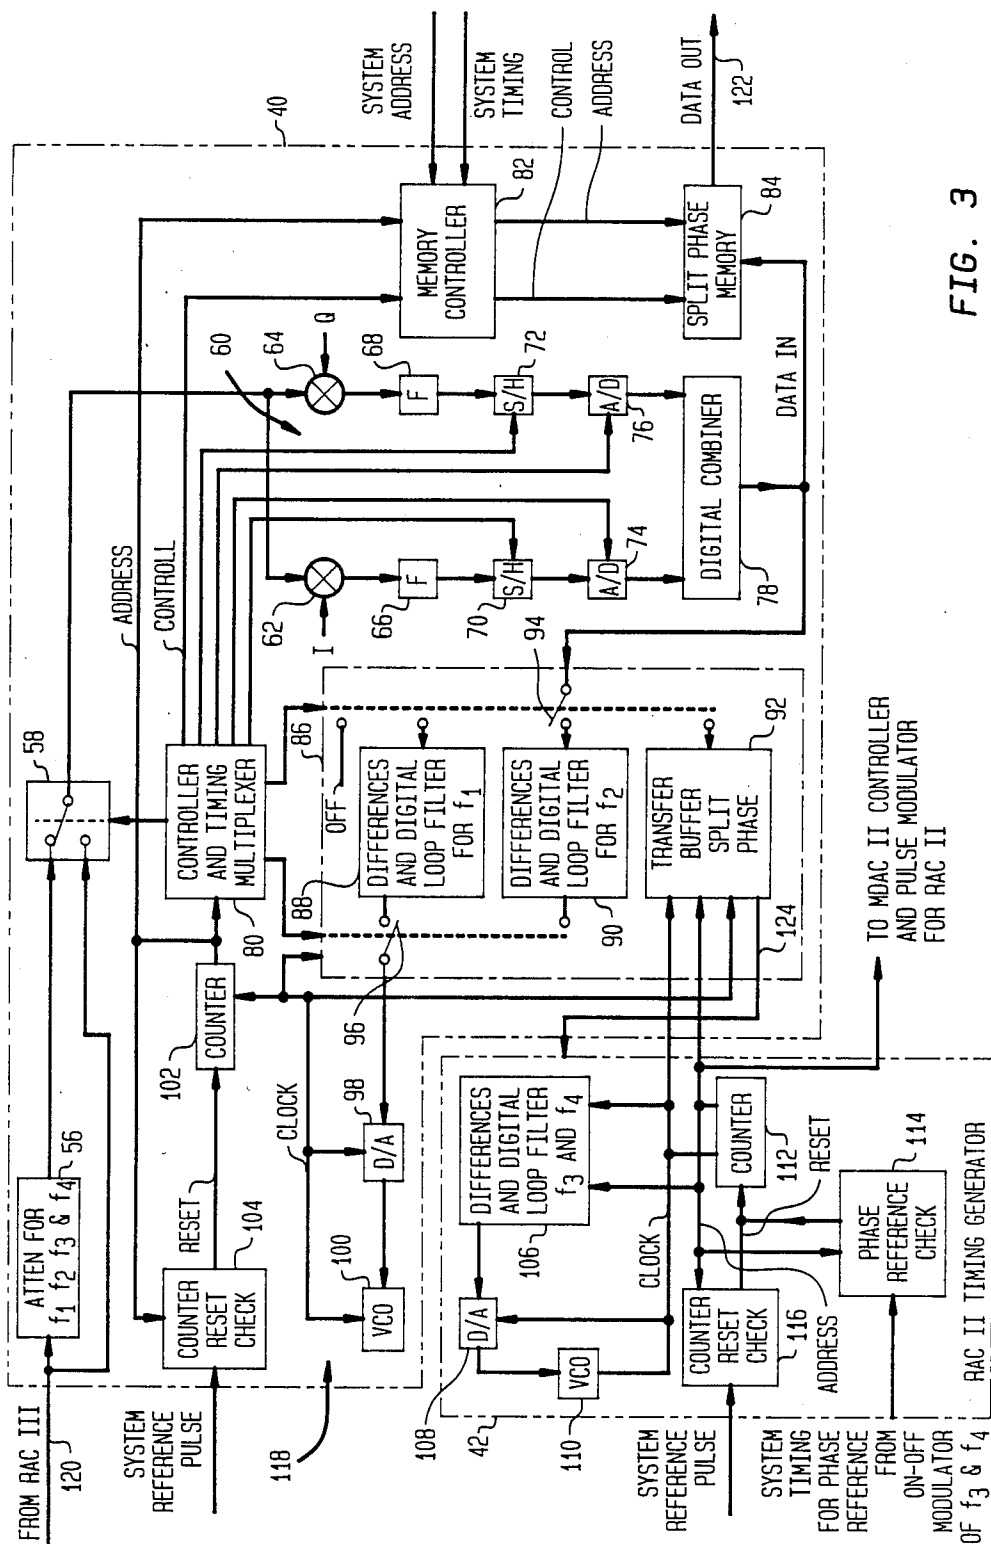 FROM RAC III
120
ATTEN FOR
f1 f2 f3 & f4
56
58
ADDRESS
CONTROLL
60
40
SYSTEM
ADDRESS
SYSTEM
TIMING
SYSTEM
REFERENCE
PULSE
COUNTER
RESET
CHECK
104
RESET
102
COUNTER
80
CONTROLLER
AND TIMING
MULTIPLEXER
I
62
64
Q
66
F
F
68
70
S/H
S/H
72
74
A/D
A/D
76
78
DIGITAL COMBINER
MEMORY
CONTROLLER
82
CONTROL
ADDRESS
SPLIT PHASE
MEMORY
84
DATA IN
DATA OUT
122
118
VCO
100
D/A
98
CLOCK
96
86
OFF
88
DIFFERENCES
AND DIGITAL
LOOP FILTER
FOR f1
94
DIFFERENCES
AND DIGITAL
LOOP FILTER
FOR f2
90
TRANSFER
BUFFER
SPLIT
PHASE
92
124
TO MDAC II CONTROLLER
AND PULSE MODULATOR
FOR RAC II
42
108
D/A
106
DIFFERENCES
AND DIGITAL
LOOP FILTER
f3 AND f4
110
VCO
CLOCK
SYSTEM
REFERENCE
PULSE
COUNTER
RESET
CHECK
116
ADDRESS
COUNTER
112
RESET
PHASE
REFERENCE
CHECK
114
SYSTEM
TIMING
FOR PHASE
REFERENCE
FROM
ON-OFF
MODULATOR
OF f3 & f4
RAC II TIMING GENERATOR
FIG. 3